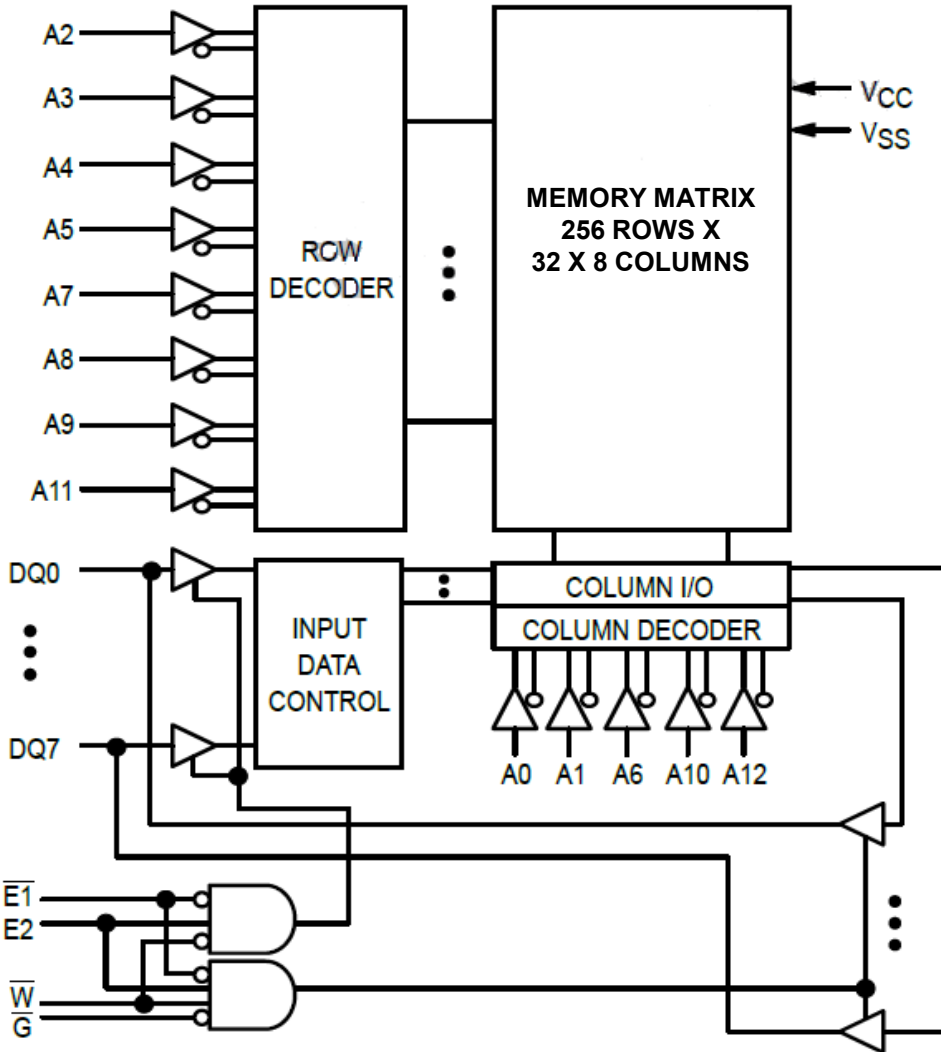 A2
A3
A4
A5
A7
A8
A9
A11
ROW
DECODER
MEMORY MATRIX
256 ROWS X
32 X 8 COLUMNS
VCC
VSS
DQ0
DQ7
INPUT
DATA
CONTROL
COLUMN I/O
COLUMN DECODER
A0 A1 A6 A10 A12
E1
E2
W
G